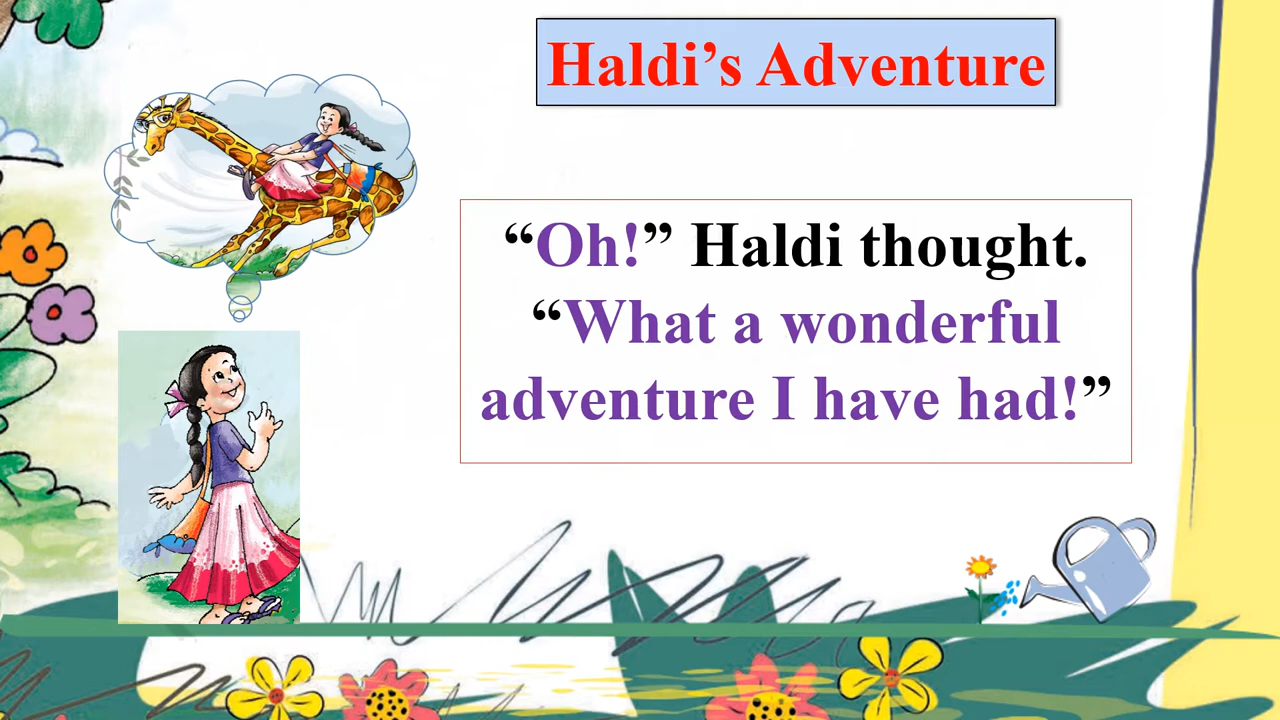 Haldi’s Adventure
“Oh!” Haldi thought.
“What a wonderful
adventure I have had!”